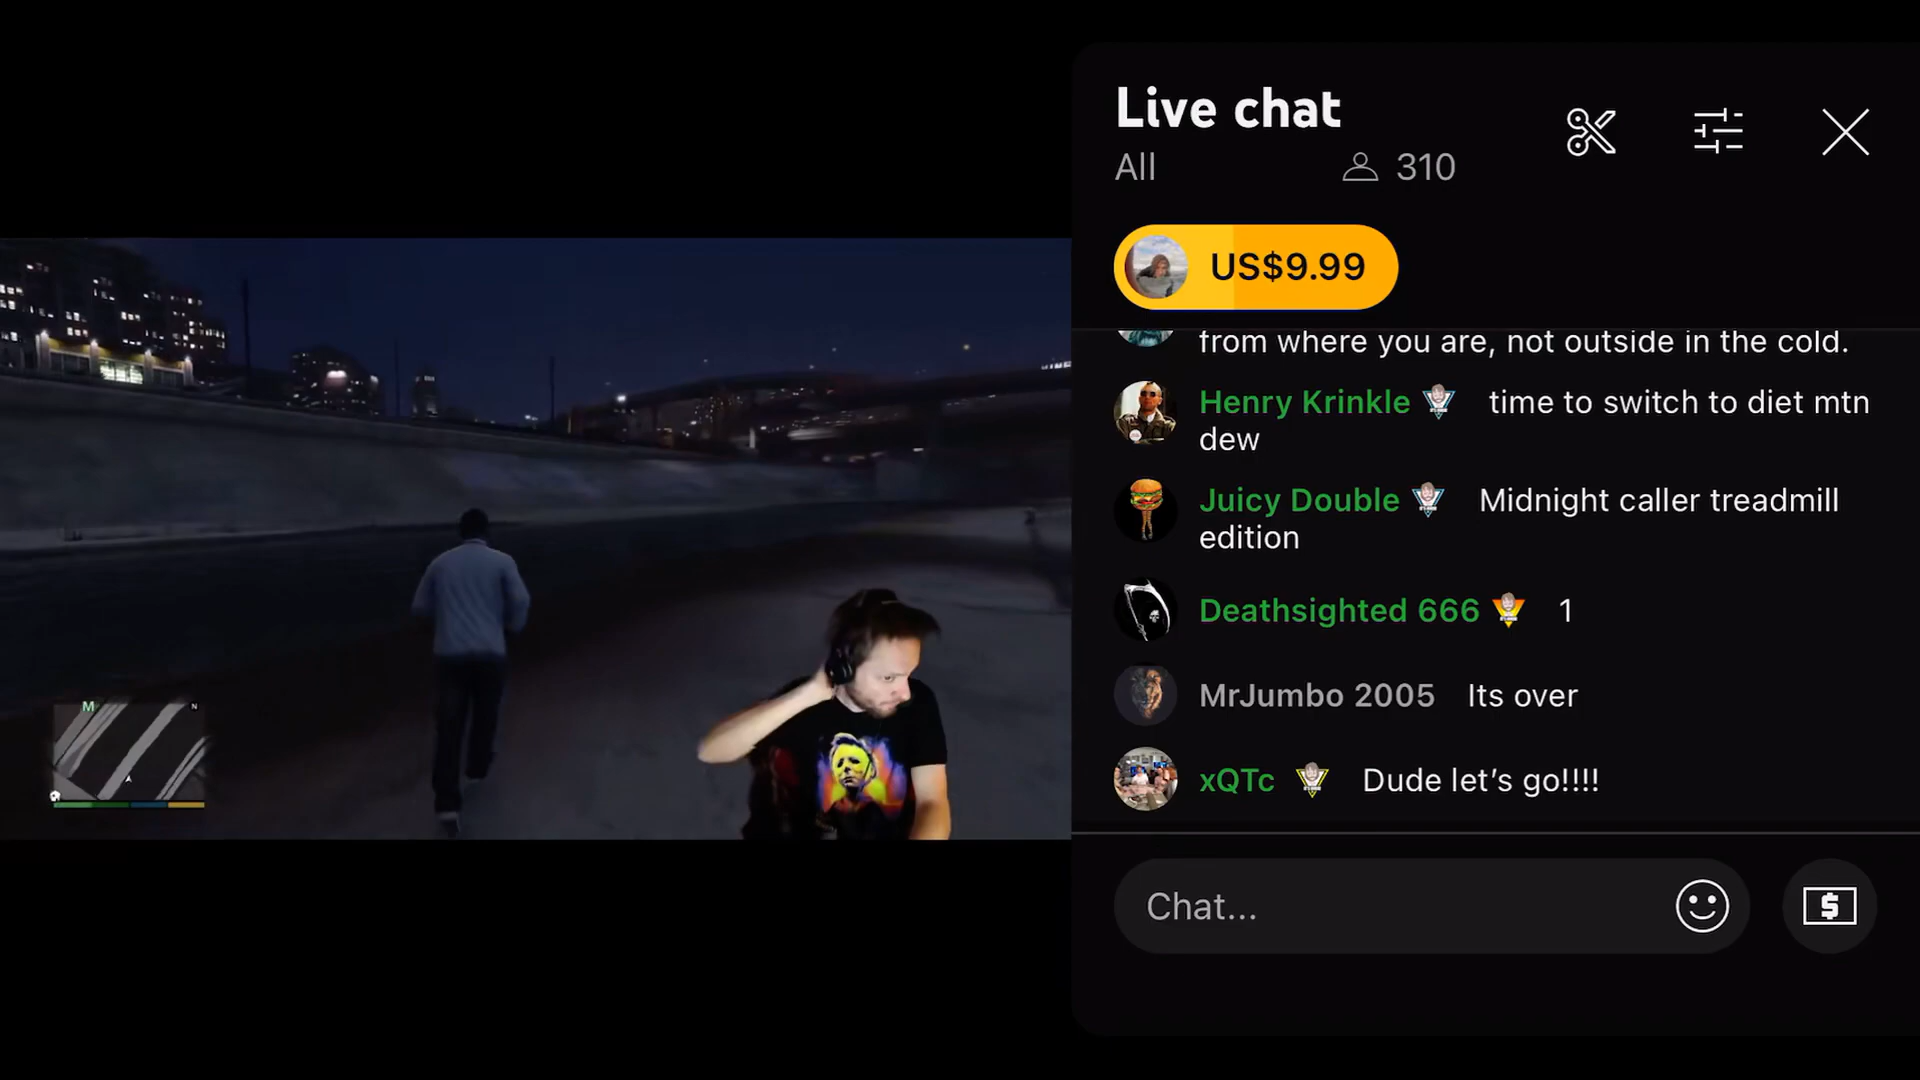 Live chat
All 310
US$9.99
from where you are, not outside in the cold.
Henry Krinkle time to switch to diet mtn
dew
Juicy Double Midnight caller treadmill
edition
Deathsighted 666 1
MrJumbo 2005 Its over
xQTc Dude let’s go!!!!
Chat...
M
N